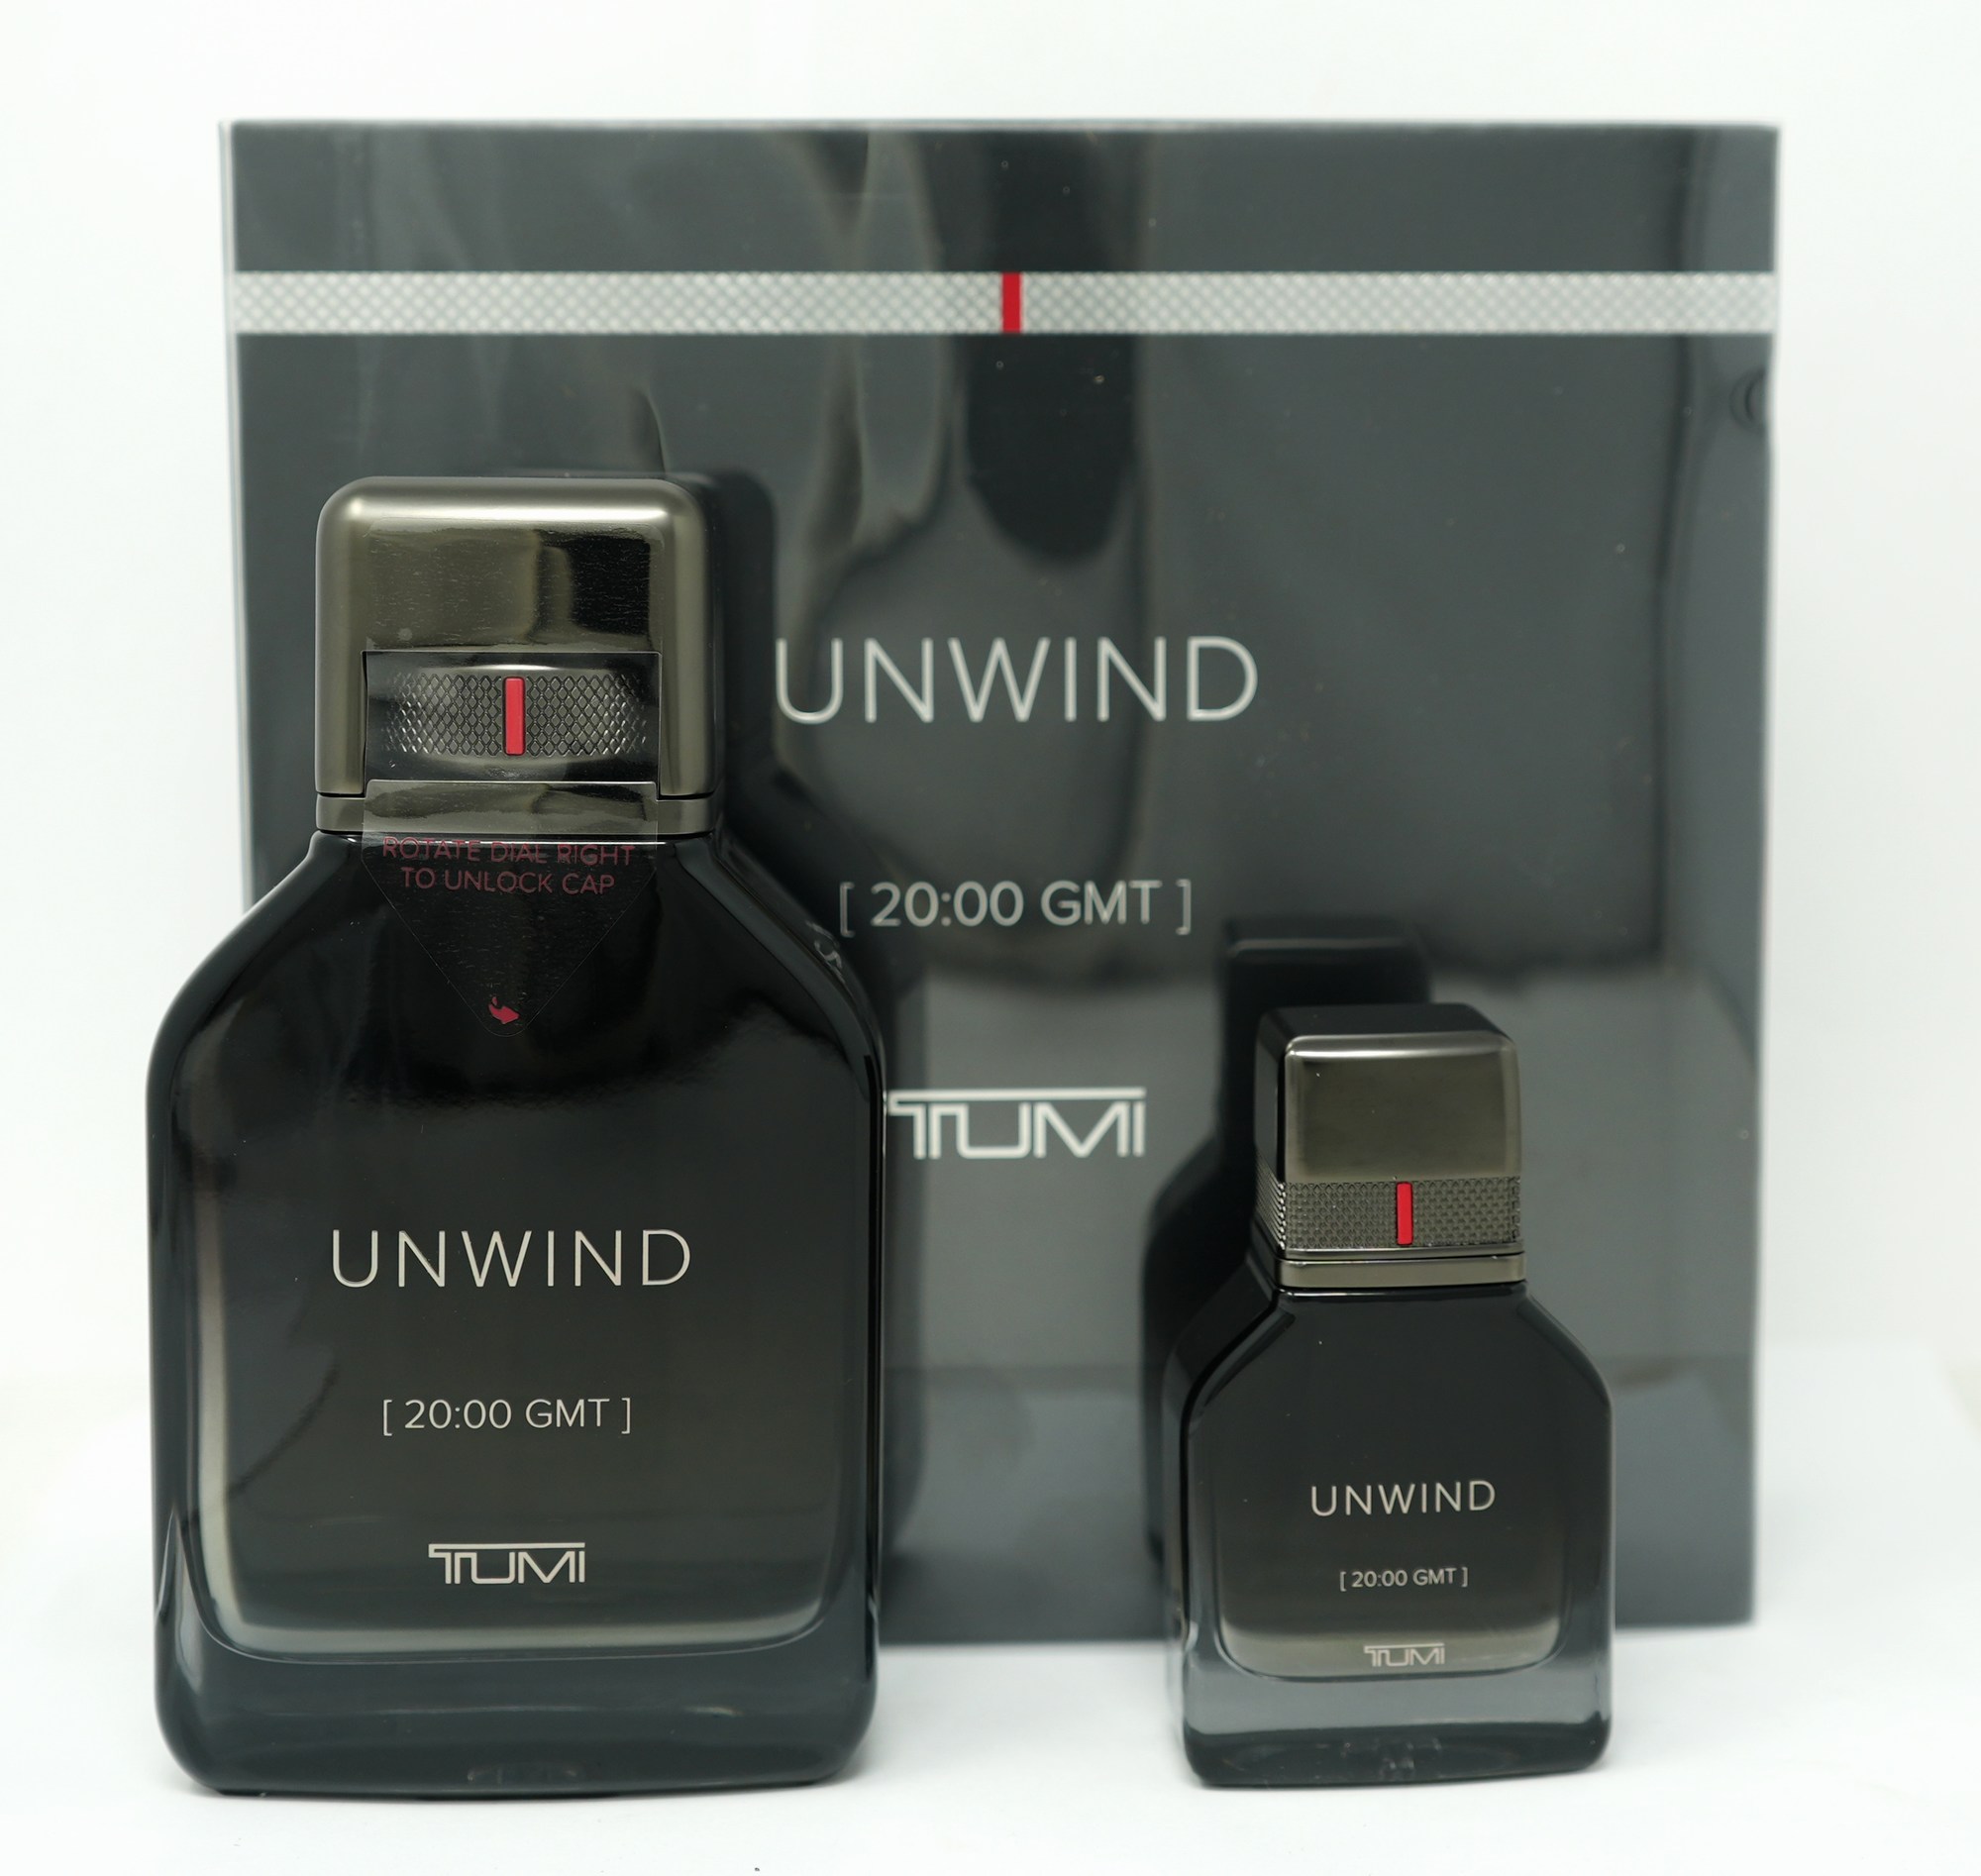 UNWIND
[ 20:00 GMT ]
TUMI
ROTATE DIAL RIGHT
TO UNLOCK CAP
UNWIND
[ 20:00 GMT ]
TUMI
UNWIND
[ 20:00 GMT ]
TUMI